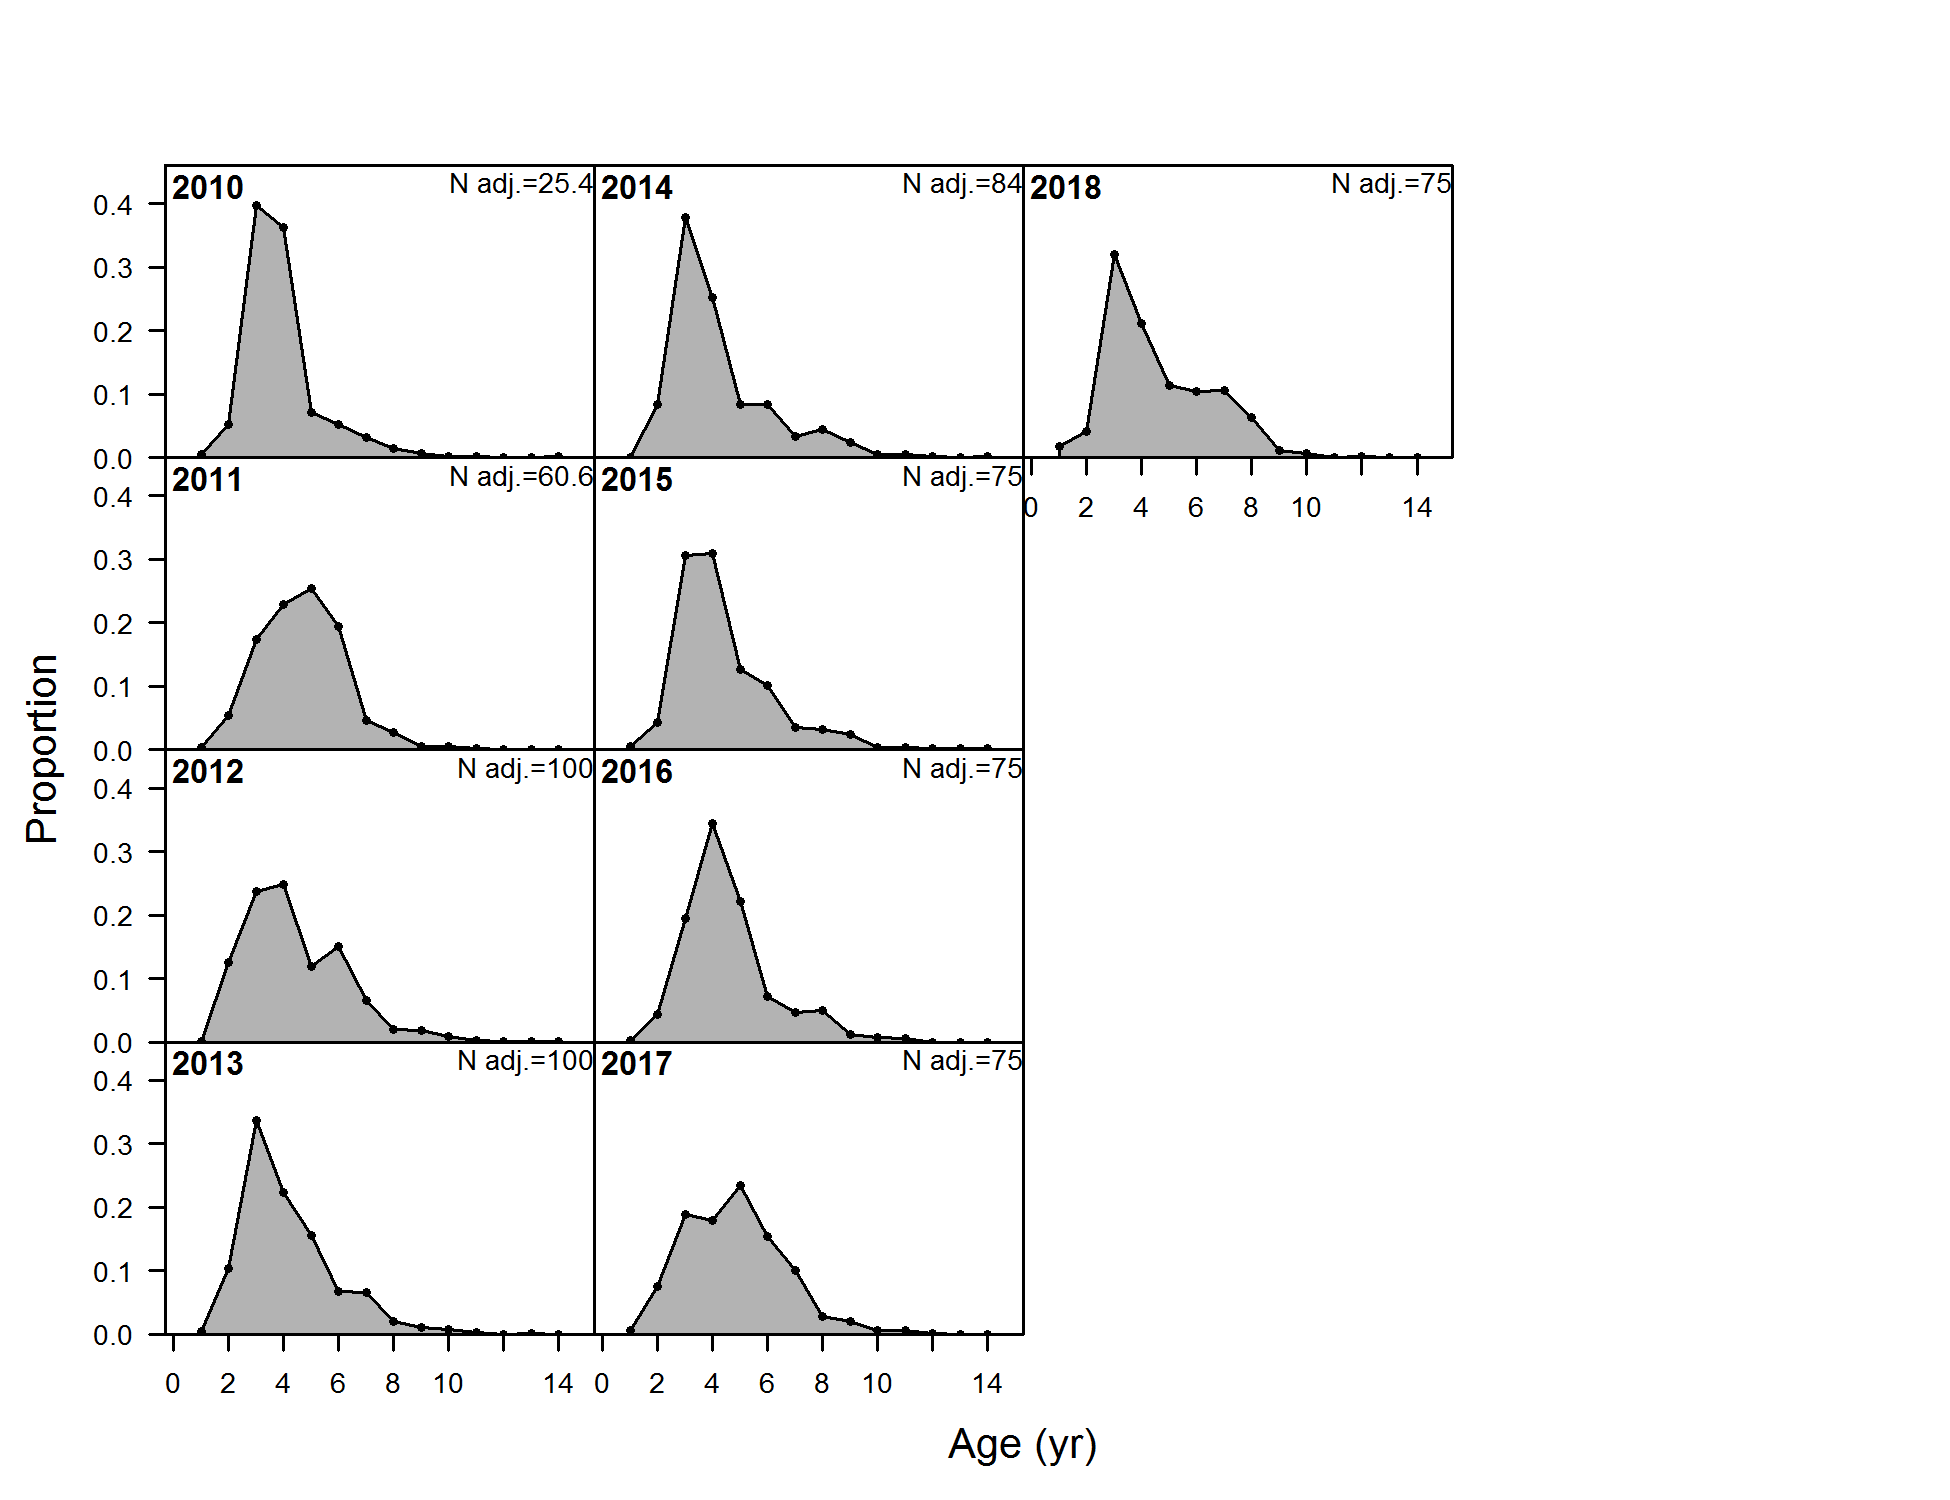 2010 N adj.=25.4 2014 N adj.=84 2018 N adj.=75
0.4
0.3
0.2
0.1
0.0
0 2 4 6 8 10 14
2011 N adj.=60.6 2015 N adj.=75
0.4
0.3
0.2
0.1
0.0
2012 N adj.=100 2016 N adj.=75
0.4
0.3
0.2
0.1
0.0
2013 N adj.=100 2017 N adj.=75
0.4
0.3
0.2
0.1
0.0
0 2 4 6 8 10 14 0 2 4 6 8 10 14
Proportion
Age (yr)